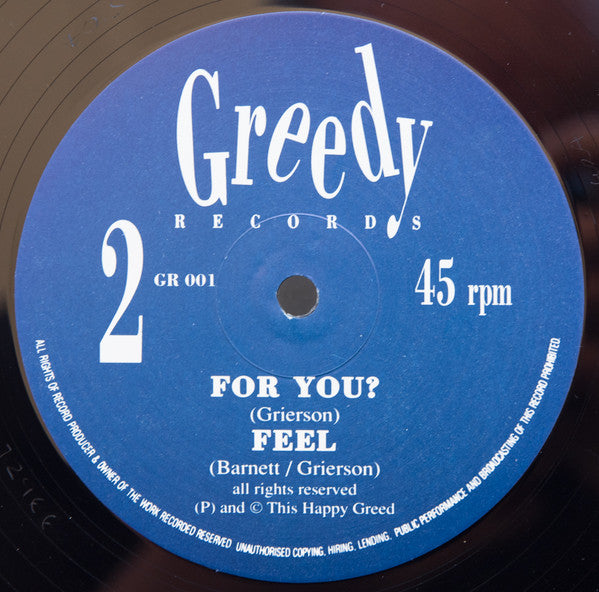 Greedy
RECORDS
2
GR 001
45 rpm
FOR YOU?
(Grierson)
FEEL
(Barnett / Grierson)
all rights reserved
(P) and © This Happy Greed
ALL RIGHTS OF RECORD PRODUCER & OWNER OF THE WORK RECORDED RESERVED UNAUTHORISED COPYING, HIRING, LENDING, PUBLIC PERFORMANCE AND BROADCASTING OF THIS RECORD PROHIBITED